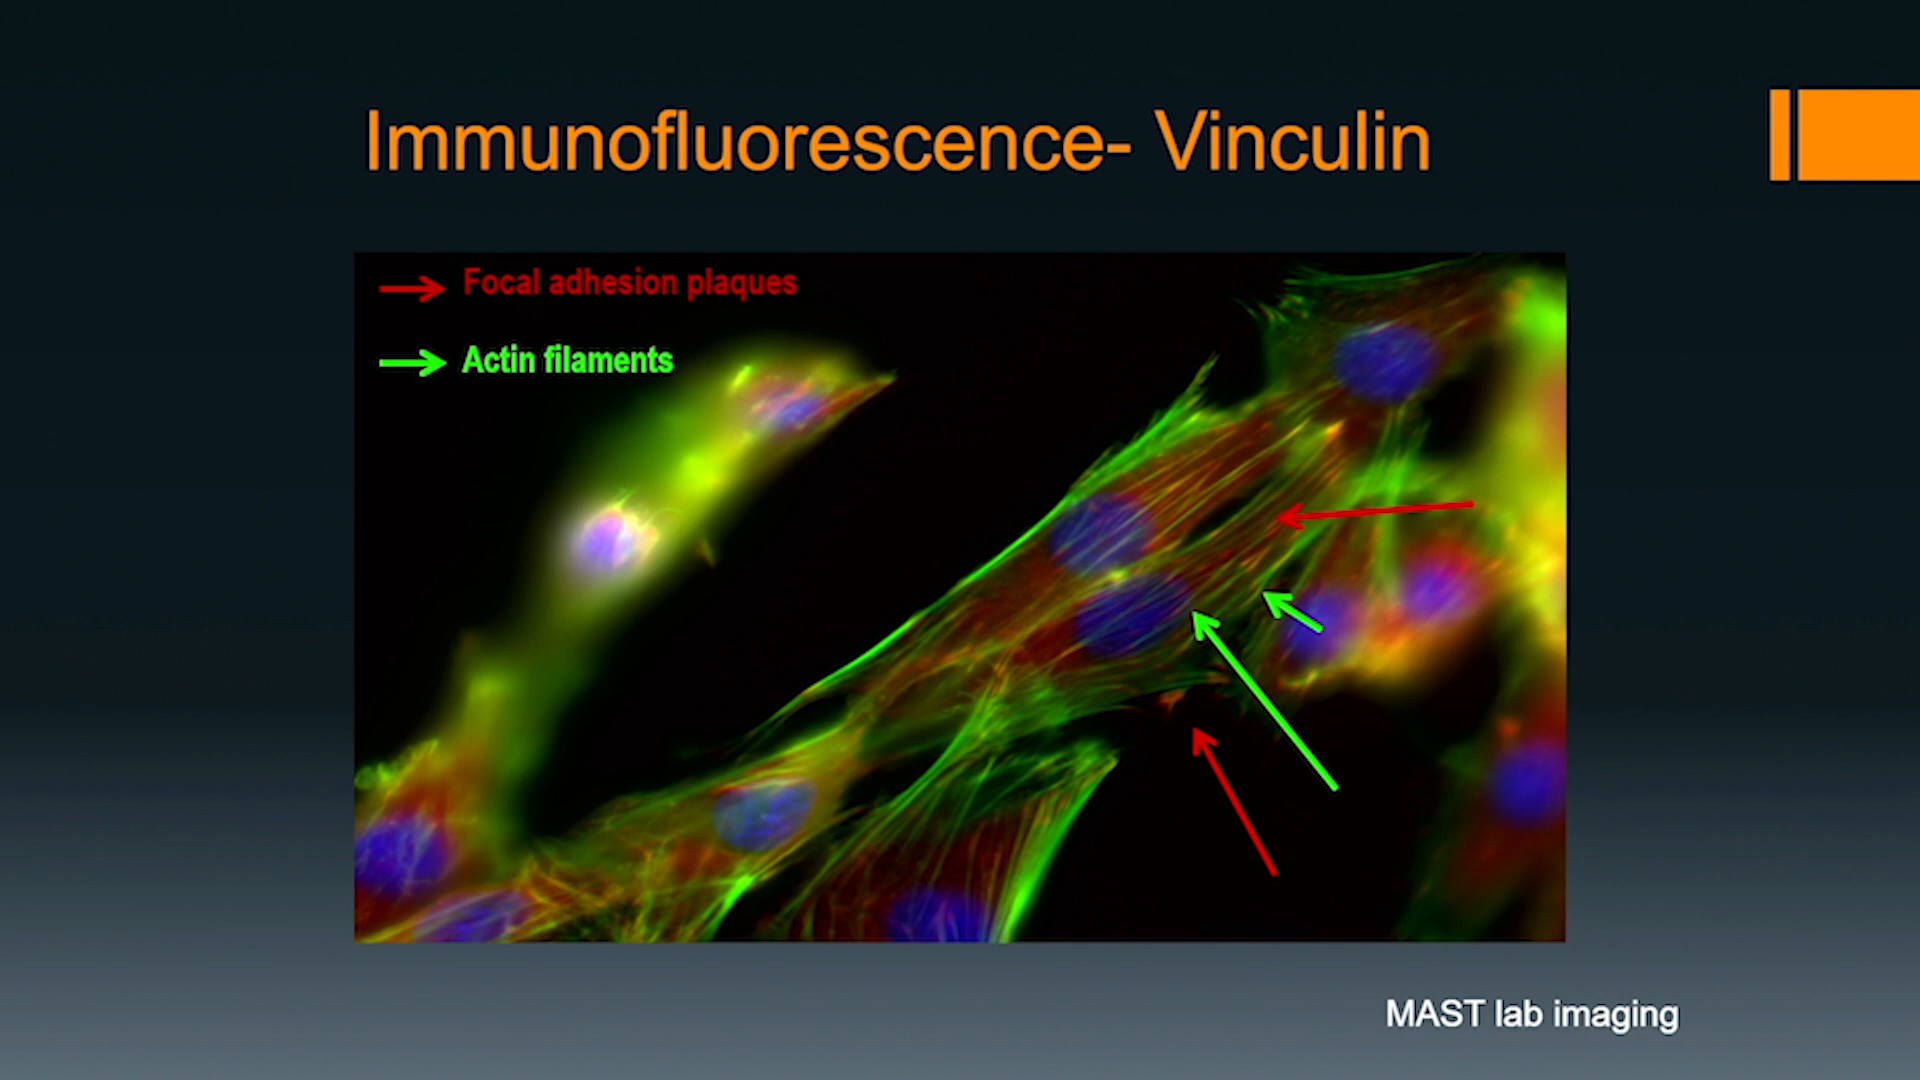 Immunofluorescence- Vinculin
Focal adhesion plaques
Actin filaments
MAST lab imaging